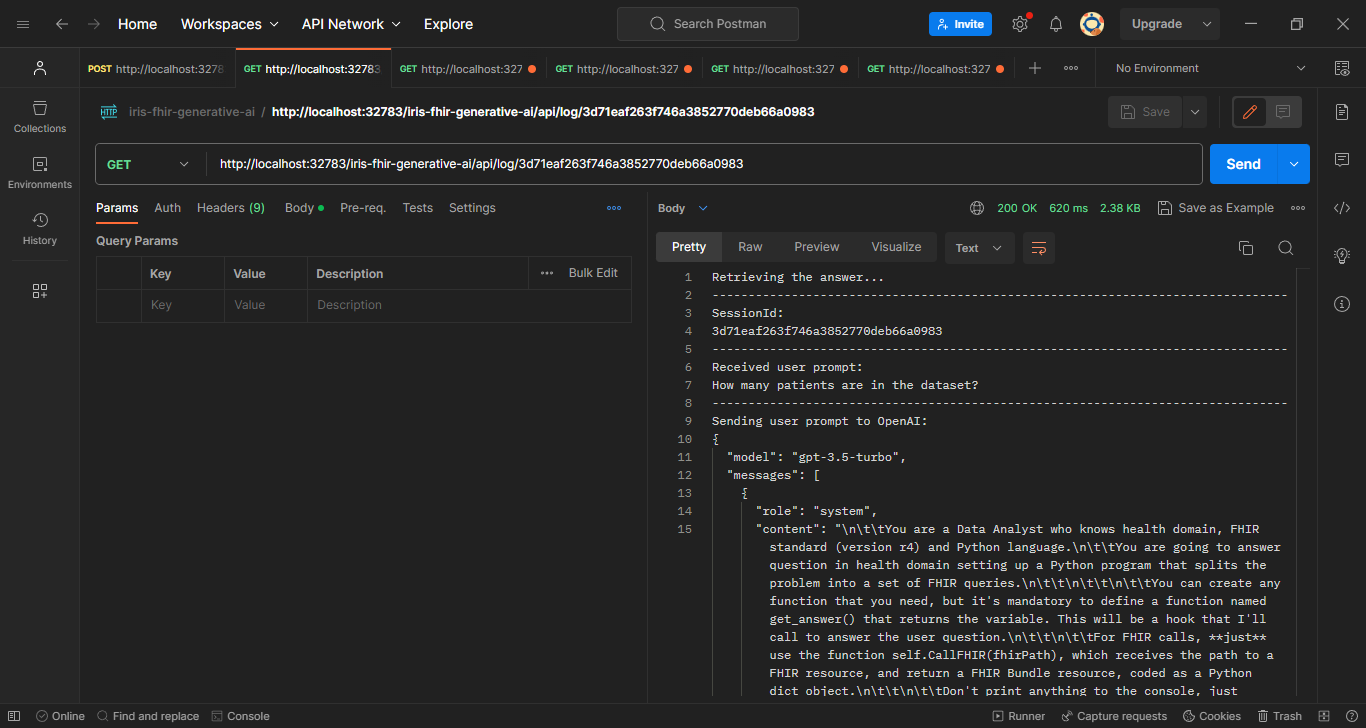 Home
Workspaces
API Network
Explore
Search Postman
Invite
Upgrade
POST http://localhost:3278
GET http://localhost:32783
GET http://localhost:327
GET http://localhost:327
GET http://localhost:327
GET http://localhost:327
No Environment
Collections
Environments
History
HTTP
iris-fhir-generative-ai / http://localhost:32783/iris-fhir-generative-ai/api/log/3d71eaf263f746a3852770deb66a0983
Save
GET
http://localhost:32783/iris-fhir-generative-ai/api/log/3d71eaf263f746a3852770deb66a0983
Send
Params
Auth
Headers (9)
Body
Pre-req.
Tests
Settings
Query Params
Key
Value
Description
Bulk Edit
Key
Value
Description
Body
200 OK
620 ms
2.38 KB
Save as Example
Pretty
Raw
Preview
Visualize
Text
1 Retrieving the answer...
2 --------------------------------------------------------------------------------
3 SessionId:
4 3d71eaf263f746a3852770deb66a0983
5 --------------------------------------------------------------------------------
6 Received user prompt:
7 How many patients are in the dataset?
8 --------------------------------------------------------------------------------
9 Sending user prompt to OpenAI:
10 {
11 "model": "gpt-3.5-turbo",
12 "messages": [
13 {
14 "role": "system",
15 "content": "\n\t\tYou are a Data Analyst who knows health domain, FHIR
standard (version r4) and Python language.\n\t\tYou are going to answer
question in health domain setting up a Python program that splits the
problem into a set of FHIR queries.\n\t\t\n\t\t\n\t\tYou can create any
function that you need, but it's mandatory to define a function named
get_answer() that returns the variable. This will be a hook that I'll
call to answer the user question.\n\t\t\n\t\tFor FHIR calls, **just**
use the function self.CallFHIR(fhirPath), which receives the path to a
FHIR resource, and return a FHIR Bundle resource, coded as a Python
dict object.\n\t\t\n\t\tDon't print anything to the console, just
Online
Find and replace
Console
Runner
Capture requests
Cookies
Trash